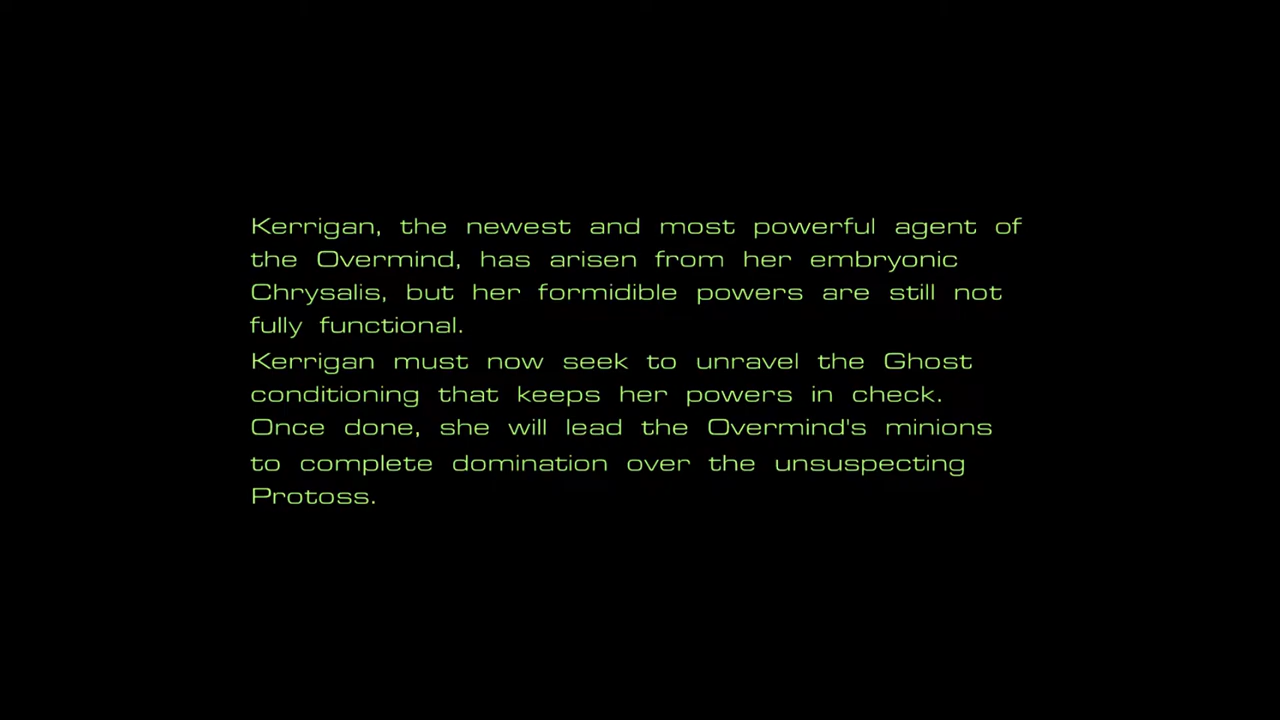 Kerrigan, the newest and most powerful agent of
the Overmind, has arisen from her embryonic
Chrysalis, but her formidible powers are still not
fully functional.
Kerrigan must now seek to unravel the Ghost
conditioning that keeps her powers in check.
Once done, she will lead the Overmind's minions
to complete domination over the unsuspecting
Protoss.